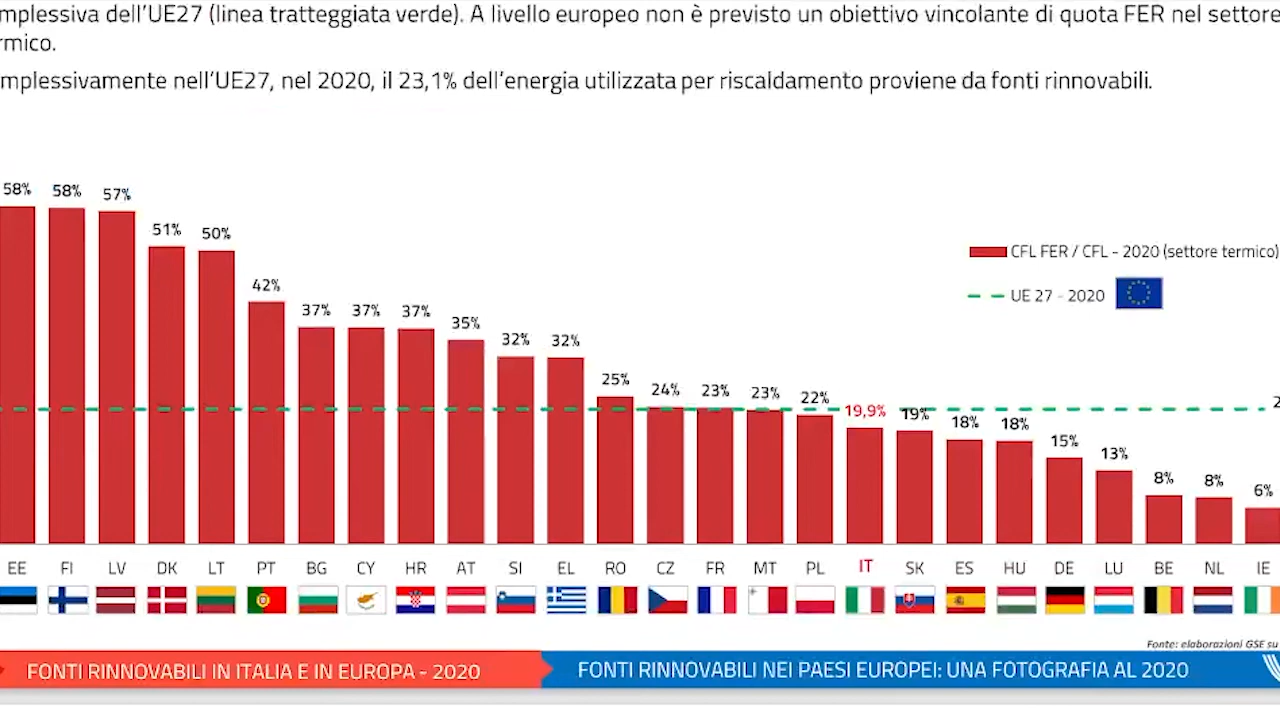 mplessiva dell'UE27 (linea tratteggiata verde). A livello europeo non è previsto un obiettivo vincolante di quota FER nel settore
rmico.
mplessivamente nell'UE27, nel 2020, il 23,1% dell'energia utilizzata per riscaldamento proviene da fonti rinnovabili.
58% 58% 57% 51% 50% 42% 37% 37% 37% 35% 32% 32% 25% 24% 23% 23% 22% 19,9% 19% 18% 18% 15% 13% 8% 8% 6%
CFL FER / CFL - 2020 (settore termico)
UE 27 - 2020
2
EE FI LV DK LT PT BG CY HR AT SI EL RO CZ FR MT PL IT SK ES HU DE LU BE NL IE
Fonte: elaborazioni GSE su
FONTI RINNOVABILI IN ITALIA E IN EUROPA - 2020 FONTI RINNOVABILI NEI PAESI EUROPEI: UNA FOTOGRAFIA AL 2020